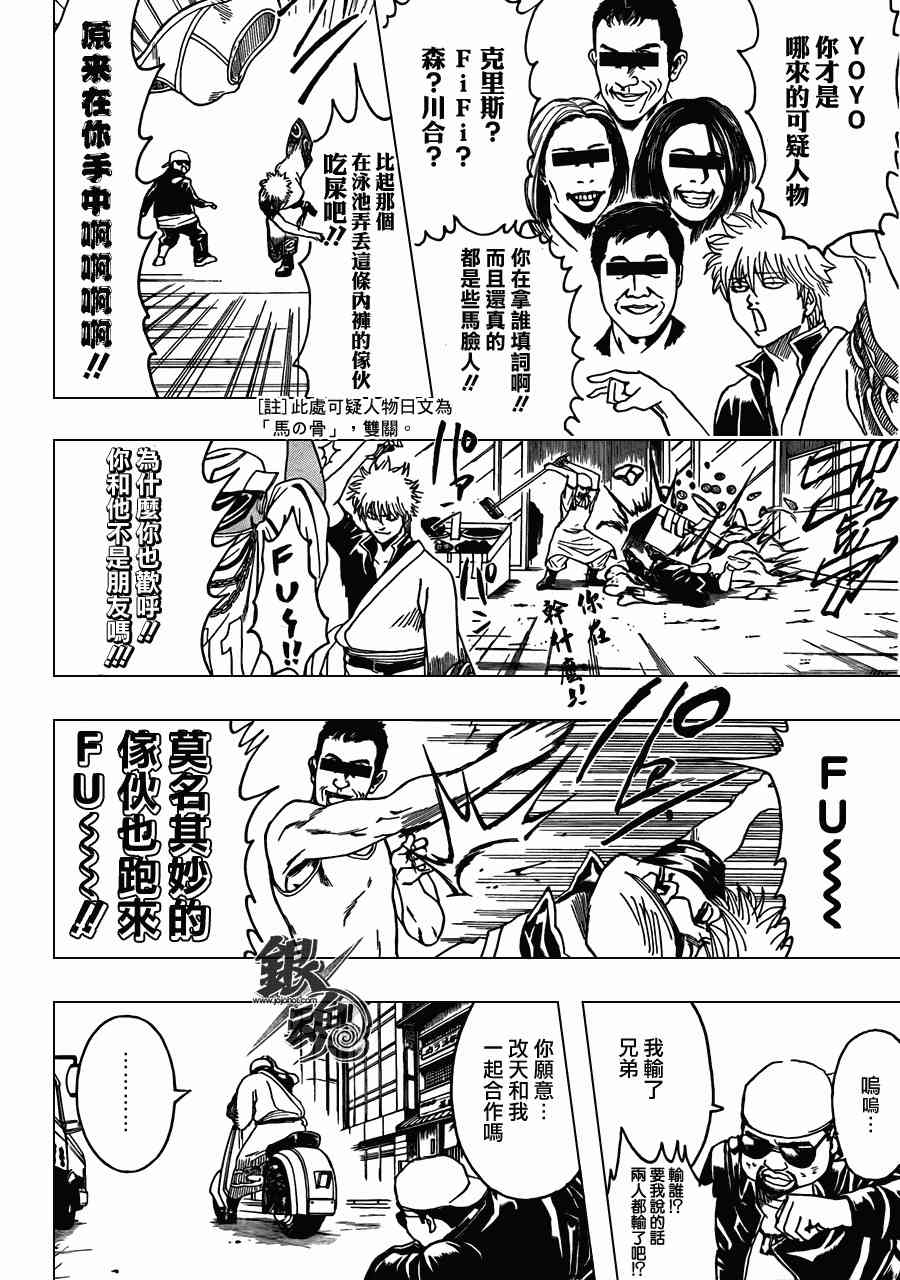 YOYO
你才是
哪來的可疑人物
克里斯？
FiFi？
森？川合？
你在拿誰填詞啊!!
而且還真的
都是些馬臉人!!
比起那個
在泳池弄丟這條內褲的傢伙
吃屎吧!!
原来在你手中啊啊啊啊!!
[註]此處可疑人物日文為
「馬の骨」，雙關。
你在
幹什麼?!
FU~!!
為什麼你也歡呼!!
你和他不是朋友嗎!!!
FU~~~
莫名其妙的
傢伙也跑來
FU~~~!!
嗚嗚…
我輸了
兄弟
輸誰!?
要我說的話
兩人都輸了吧!?
你願意…
改天和我
一起合作嗎
………
銀魂
www.jojohot.com